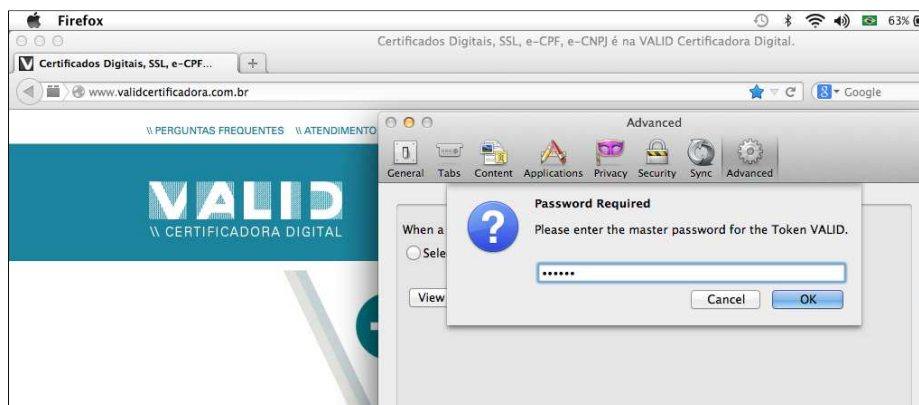 Firefox
63%
Certificados Digitais, SSL, e-CPF, e-CNPJ é na VALID Certificadora Digital.
Certificados Digitais, SSL, e-CPF...
www.validcertificadora.com.br
Google
\\ PERGUNTAS FREQUENTES \\ ATENDIMENTO
VALID
\\ CERTIFICADORA DIGITAL
Advanced
General Tabs Content Applications Privacy Security Sync Advanced
When a
Sele
View
Password Required
Please enter the master password for the Token VALID.
••••••
Cancel OK